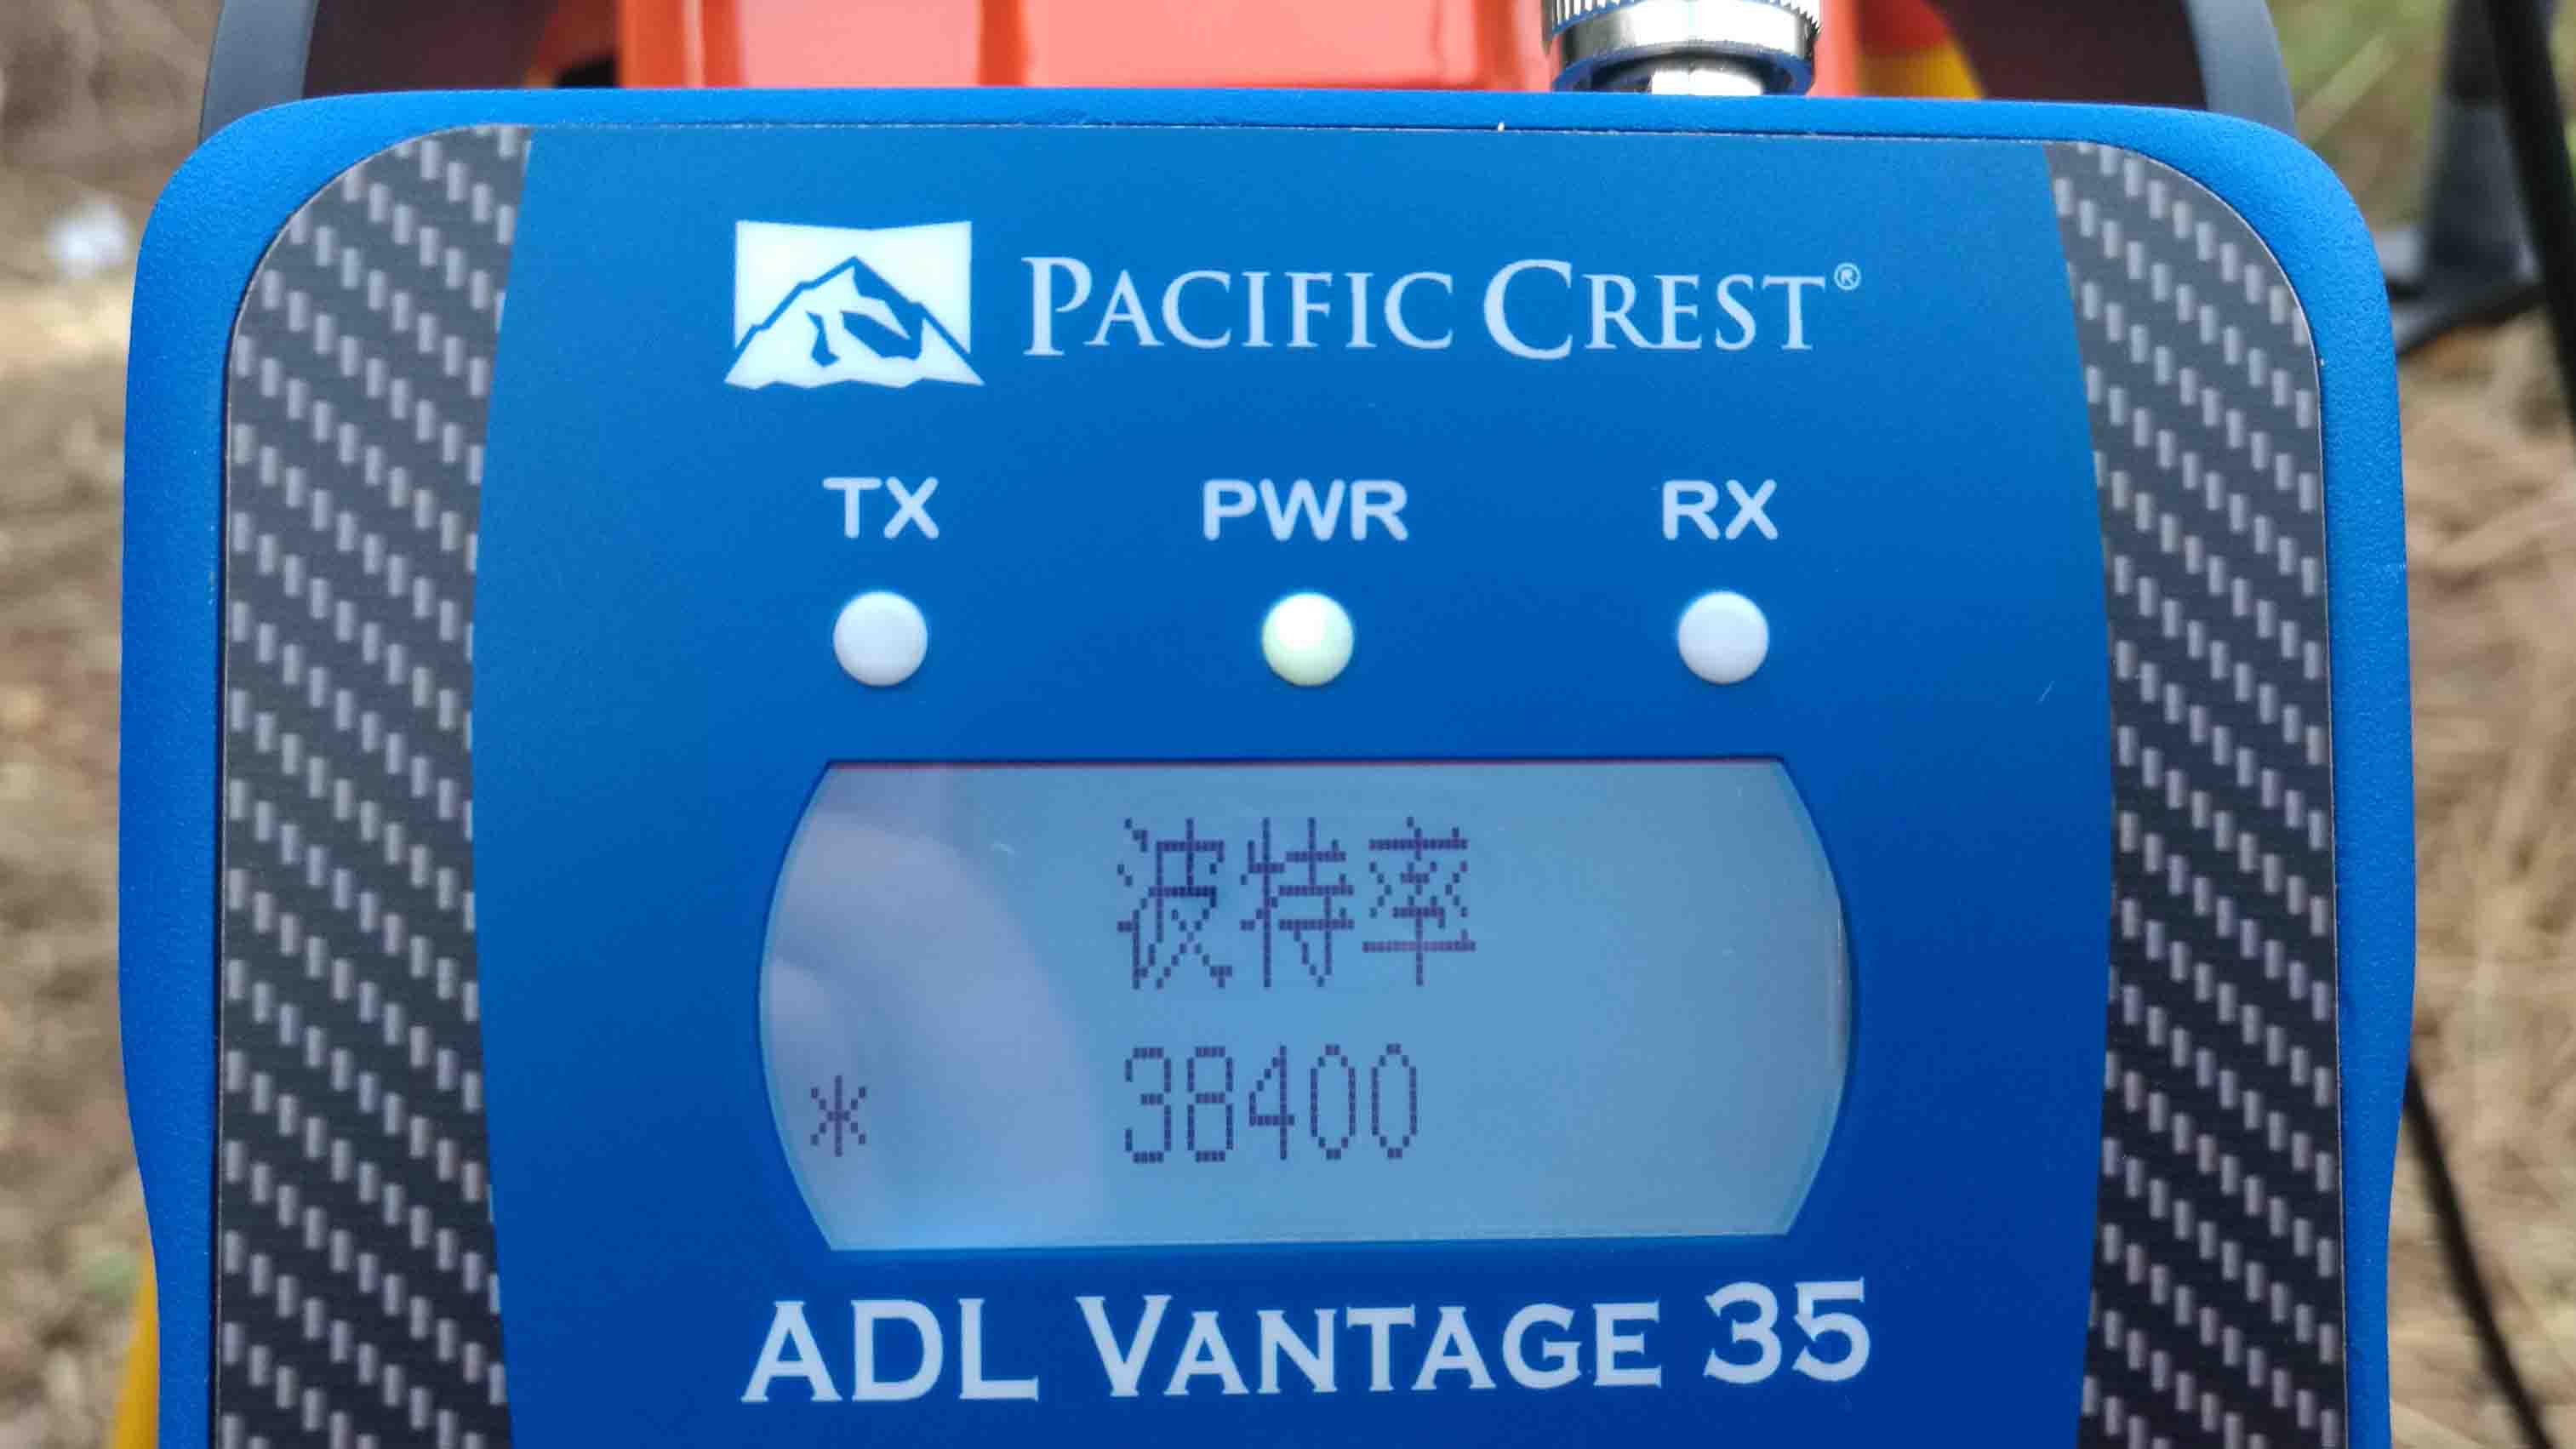 PACIFIC CREST®
TX PWR RX
波特率
* 38400
ADL VANTAGE 35